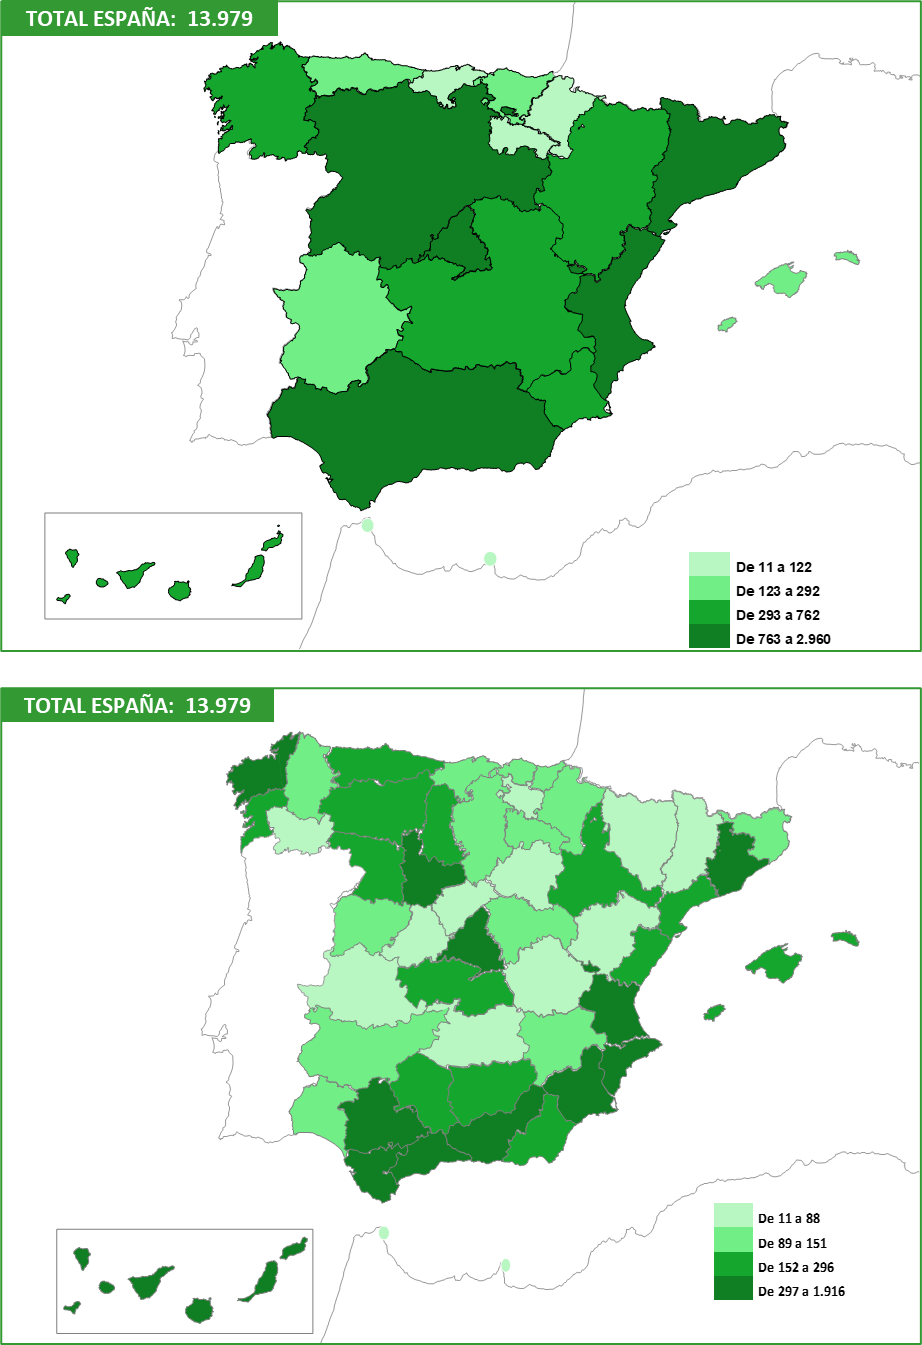 TOTAL ESPAÑA: 13.979
De 11 a 122
De 123 a 292
De 293 a 762
De 763 a 2.960
TOTAL ESPAÑA: 13.979
De 11 a 88
De 89 a 151
De 152 a 296
De 297 a 1.916